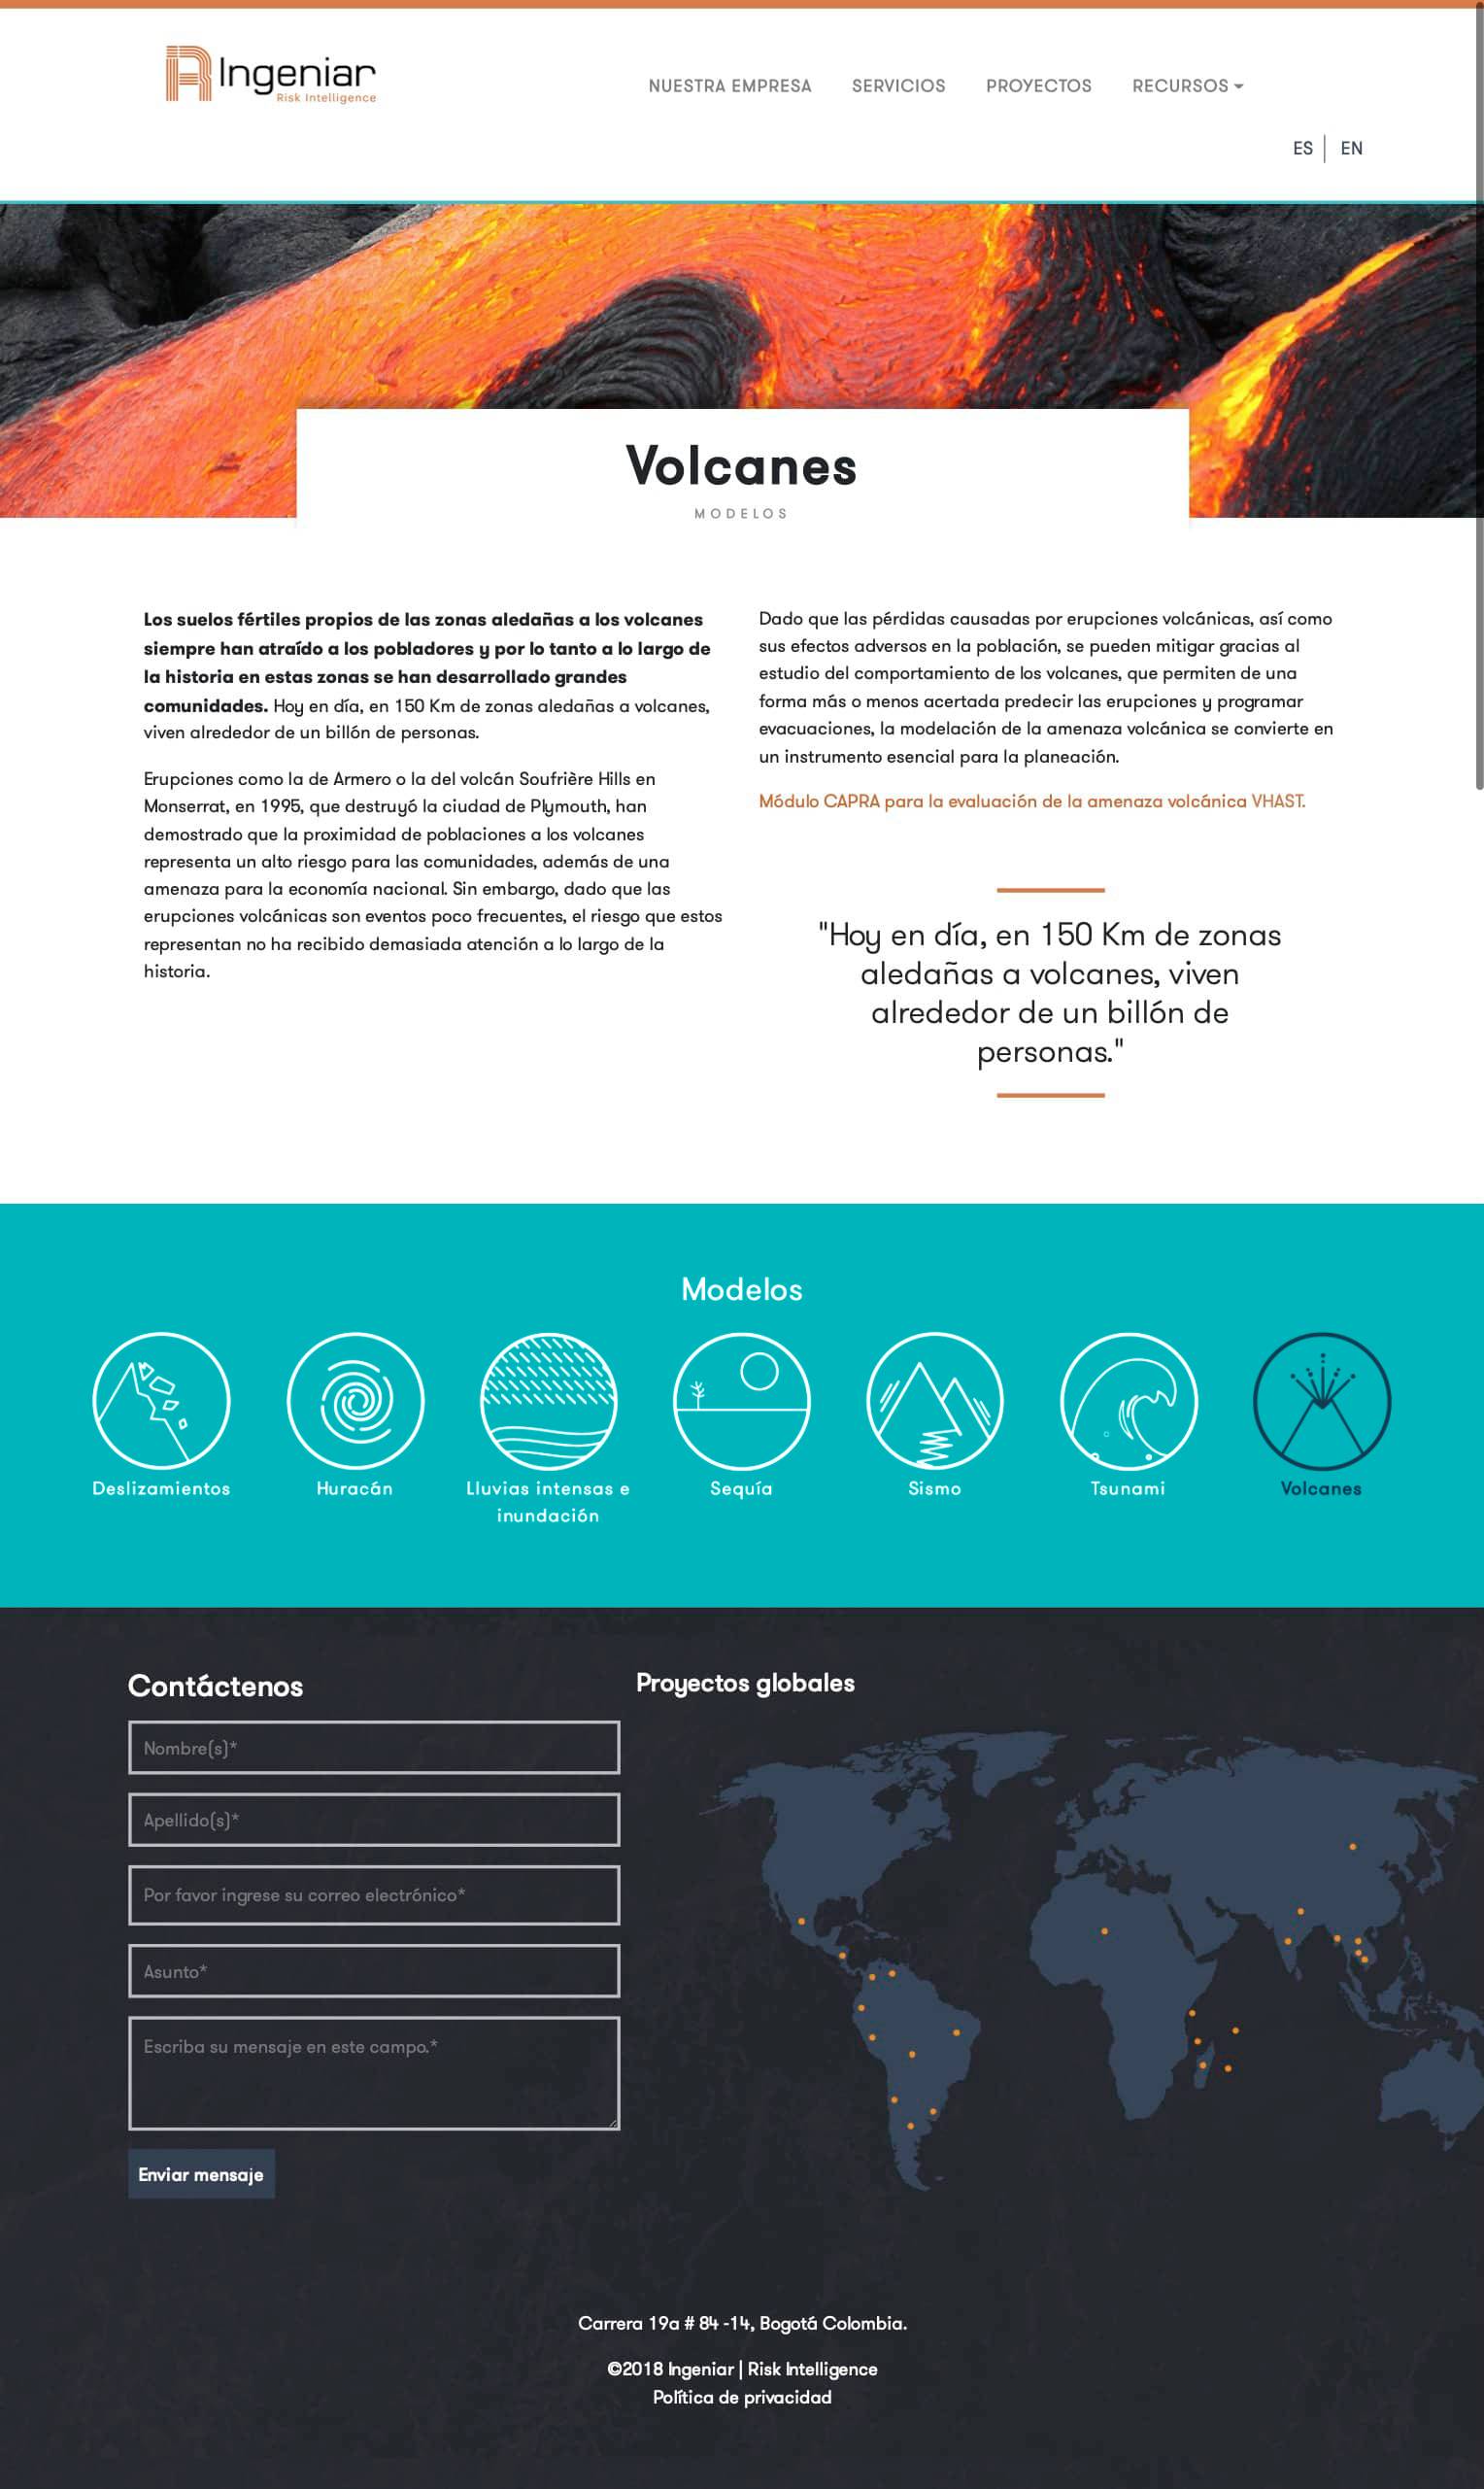 Ingeniar
Risk Intelligence
NUESTRA EMPRESA
SERVICIOS
PROYECTOS
RECURSOS
ES
EN
Volcanes
MODELOS
Los suelos fértiles propios de las zonas aledañas a los volcanes
siempre han atraído a los pobladores y por lo tanto a lo largo de
la historia en estas zonas se han desarrollado grandes
comunidades. Hoy en día, en 150 Km de zonas aledañas a volcanes,
viven alrededor de un billón de personas.
Erupciones como la de Armero o la del volcán Soufrière Hills en
Monserrat, en 1995, que destruyó la ciudad de Plymouth, han
demostrado que la proximidad de poblaciones a los volcanes
representa un alto riesgo para las comunidades, además de una
amenaza para la economía nacional. Sin embargo, dado que las
erupciones volcánicas son eventos poco frecuentes, el riesgo que estos
representan no ha recibido demasiada atención a lo largo de la
historia.
Dado que las pérdidas causadas por erupciones volcánicas, así como
sus efectos adversos en la población, se pueden mitigar gracias al
estudio del comportamiento de los volcanes, que permiten de una
forma más o menos acertada predecir las erupciones y programar
evacuaciones, la modelación de la amenaza volcánica se convierte en
un instrumento esencial para la planeación.
Módulo CAPRA para la evaluación de la amenaza volcánica VHAST.
"Hoy en día, en 150 Km de zonas
aledañas a volcanes, viven
alrededor de un billón de
personas."
Modelos
Deslizamientos
Huracán
Lluvias intensas e
inundación
Sequía
Sismo
Tsunami
Volcanes
Contáctenos
Nombre(s)*
Apellido(s)*
Por favor ingrese su correo electrónico*
Asunto*
Escriba su mensaje en este campo.*
Enviar mensaje
Proyectos globales
Carrera 19a # 84 -14, Bogotá Colombia.
©2018 Ingeniar | Risk Intelligence
Política de privacidad